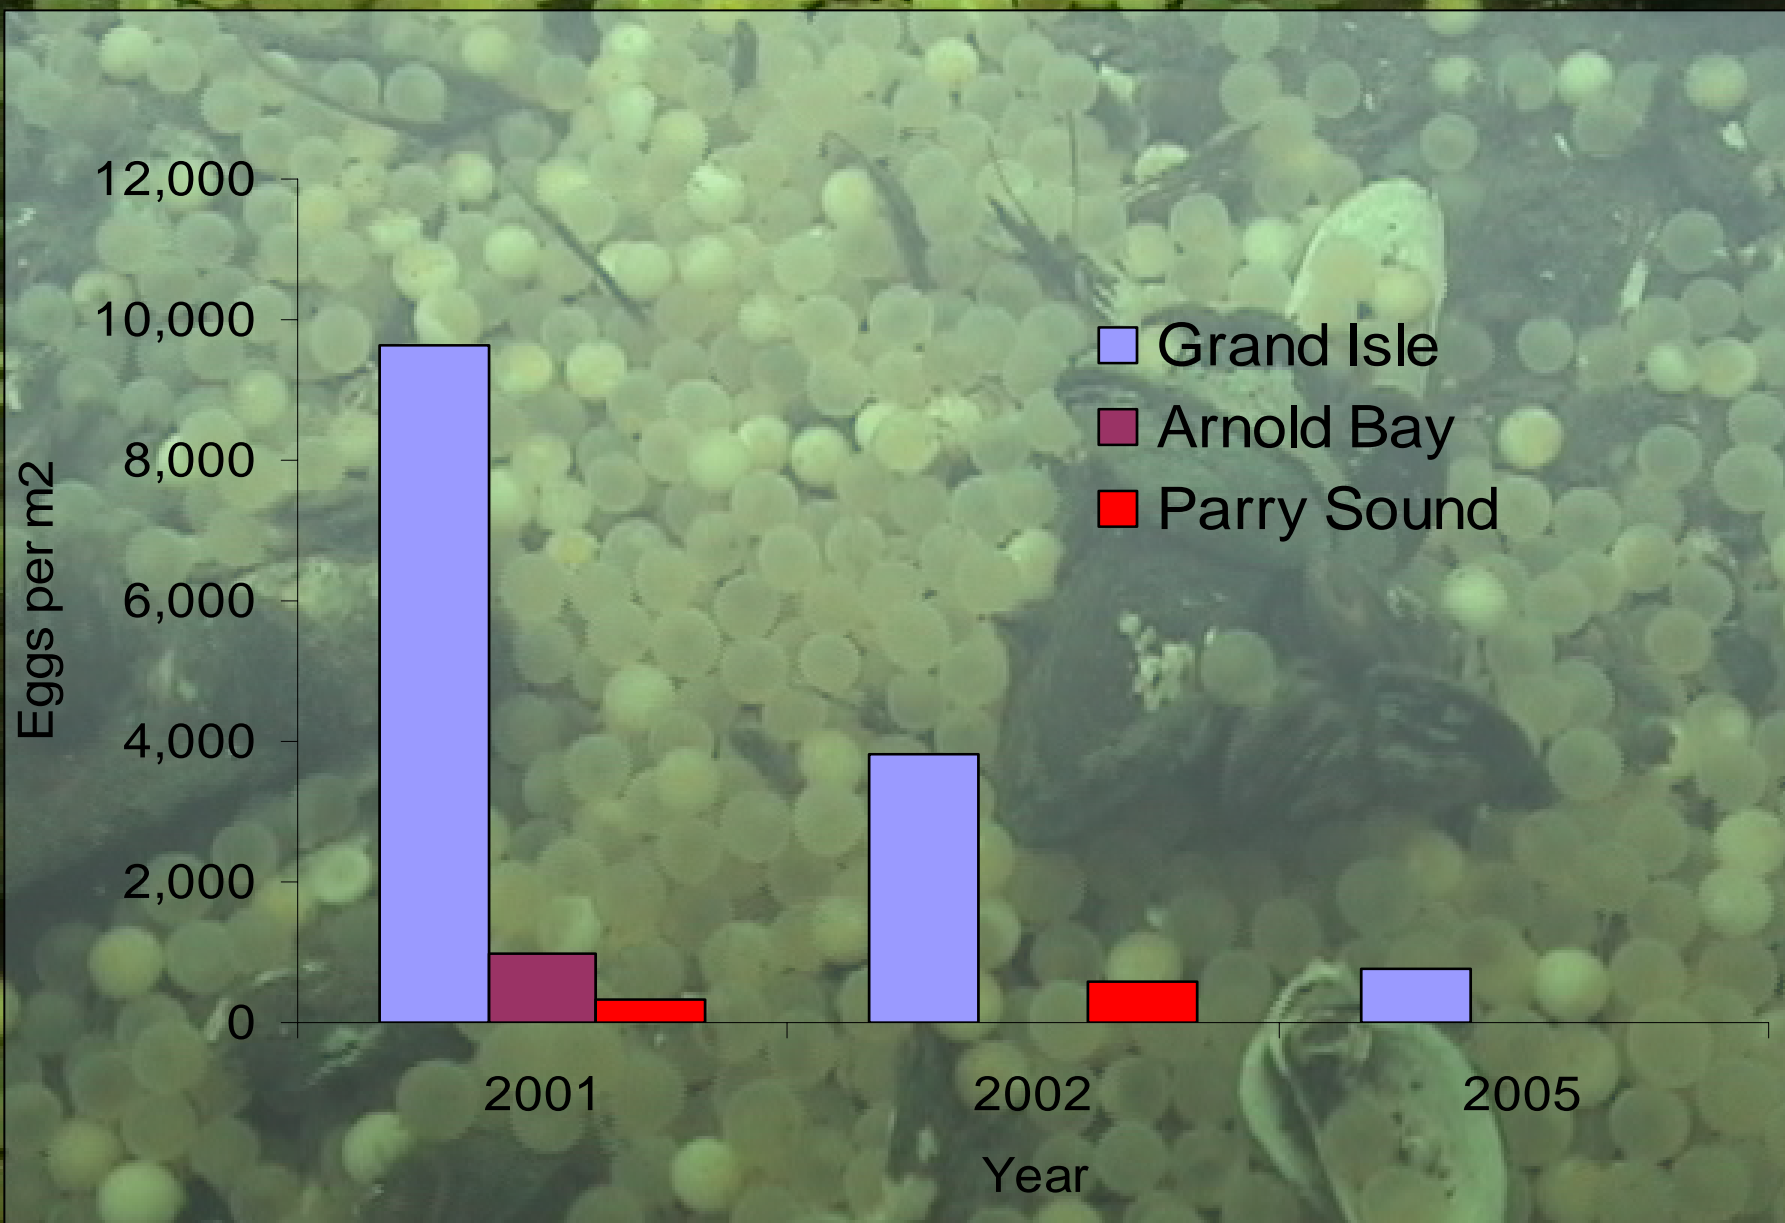 12,000
10,000
8,000
6,000
4,000
2,000
0
Eggs per m2
Grand Isle
Arnold Bay
Parry Sound
2001 2002 2005
Year